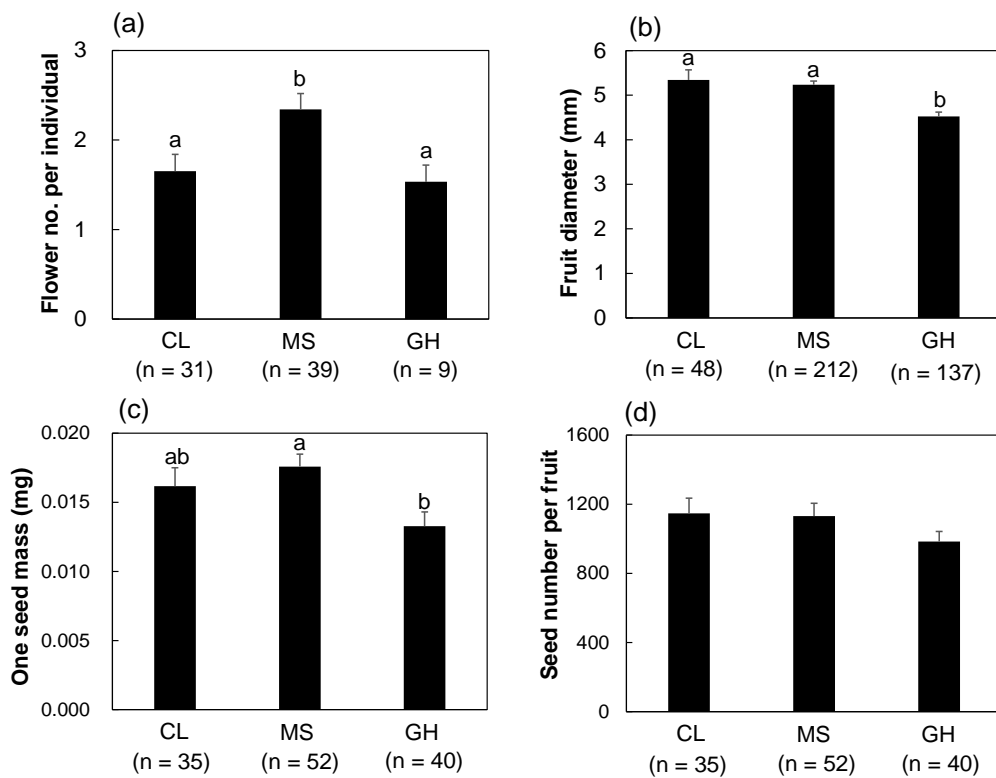 (a)
3
2
1
0
Flower no. per individual
a
b
a
CL MS GH
(n = 31) (n = 39) (n = 9)
(b)
6
5
4
3
2
1
0
Fruit diameter (mm)
a
a
b
CL MS GH
(n = 48) (n = 212) (n = 137)
(c)
0.020
0.015
0.010
0.005
0.000
One seed mass (mg)
ab
a
b
CL MS GH
(n = 35) (n = 52) (n = 40)
(d)
1600
1200
800
400
0
Seed number per fruit
CL MS GH
(n = 35) (n = 52) (n = 40)